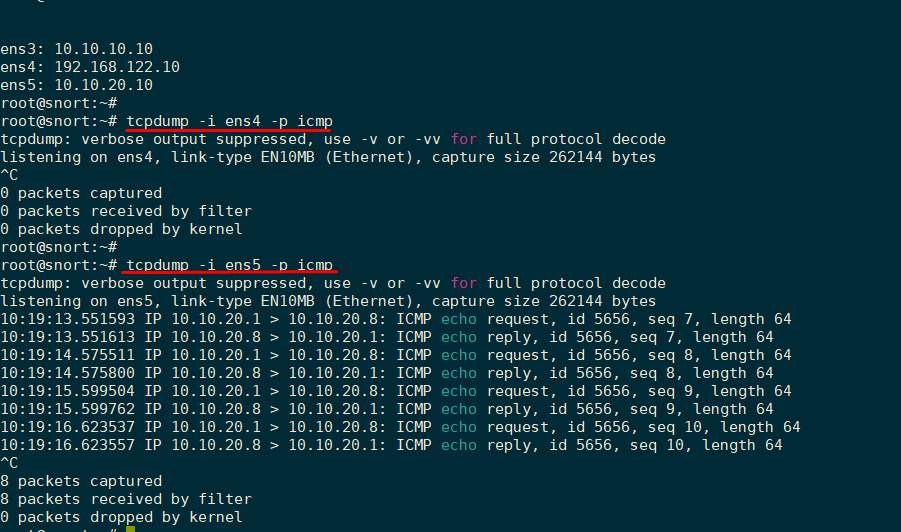 ens3: 10.10.10.10
ens4: 192.168.122.10
ens5: 10.10.20.10
root@snort:~#
root@snort:~# tcpdump -i ens4 -p icmp
tcpdump: verbose output suppressed, use -v or -vv for full protocol decode
listening on ens4, link-type EN10MB (Ethernet), capture size 262144 bytes
^C
0 packets captured
0 packets received by filter
0 packets dropped by kernel
root@snort:~#
root@snort:~# tcpdump -i ens5 -p icmp
tcpdump: verbose output suppressed, use -v or -vv for full protocol decode
listening on ens5, link-type EN10MB (Ethernet), capture size 262144 bytes
10:19:13.551593 IP 10.10.20.1 > 10.10.20.8: ICMP echo request, id 5656, seq 7, length 64
10:19:13.551613 IP 10.10.20.8 > 10.10.20.1: ICMP echo reply, id 5656, seq 7, length 64
10:19:14.575511 IP 10.10.20.1 > 10.10.20.8: ICMP echo request, id 5656, seq 8, length 64
10:19:14.575800 IP 10.10.20.8 > 10.10.20.1: ICMP echo reply, id 5656, seq 8, length 64
10:19:15.599504 IP 10.10.20.1 > 10.10.20.8: ICMP echo request, id 5656, seq 9, length 64
10:19:15.599762 IP 10.10.20.8 > 10.10.20.1: ICMP echo reply, id 5656, seq 9, length 64
10:19:16.623537 IP 10.10.20.1 > 10.10.20.8: ICMP echo request, id 5656, seq 10, length 64
10:19:16.623557 IP 10.10.20.8 > 10.10.20.1: ICMP echo reply, id 5656, seq 10, length 64
^C
8 packets captured
8 packets received by filter
0 packets dropped by kernel